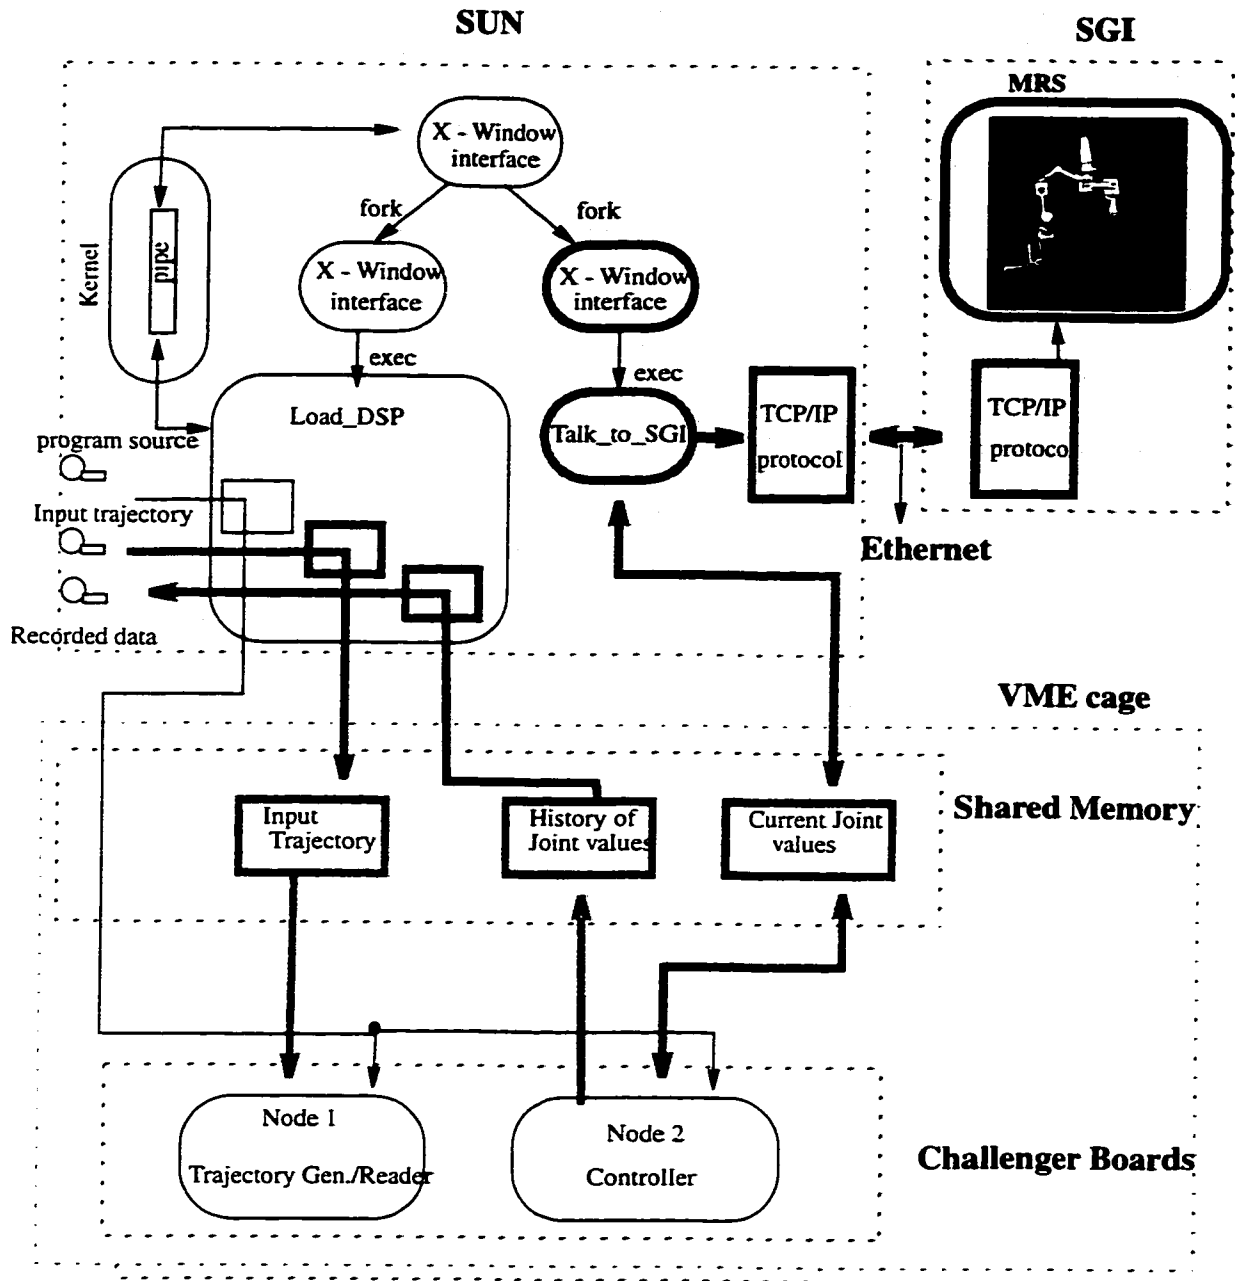 SUN
SGI
MRS
X - Window
interface
fork
fork
Kernel
pipe
X - Window
interface
X - Window
interface
exec
exec
Load_DSP
Talk_to_SGI
TCP/IP
protocol
TCP/IP
protoco
program source
Input trajectory
Recorded data
Ethernet
VME cage
Shared Memory
Input
Trajectory
History of
Joint values
Current Joint
values
Node 1
Trajectory Gen./Reader
Node 2
Controller
Challenger Boards